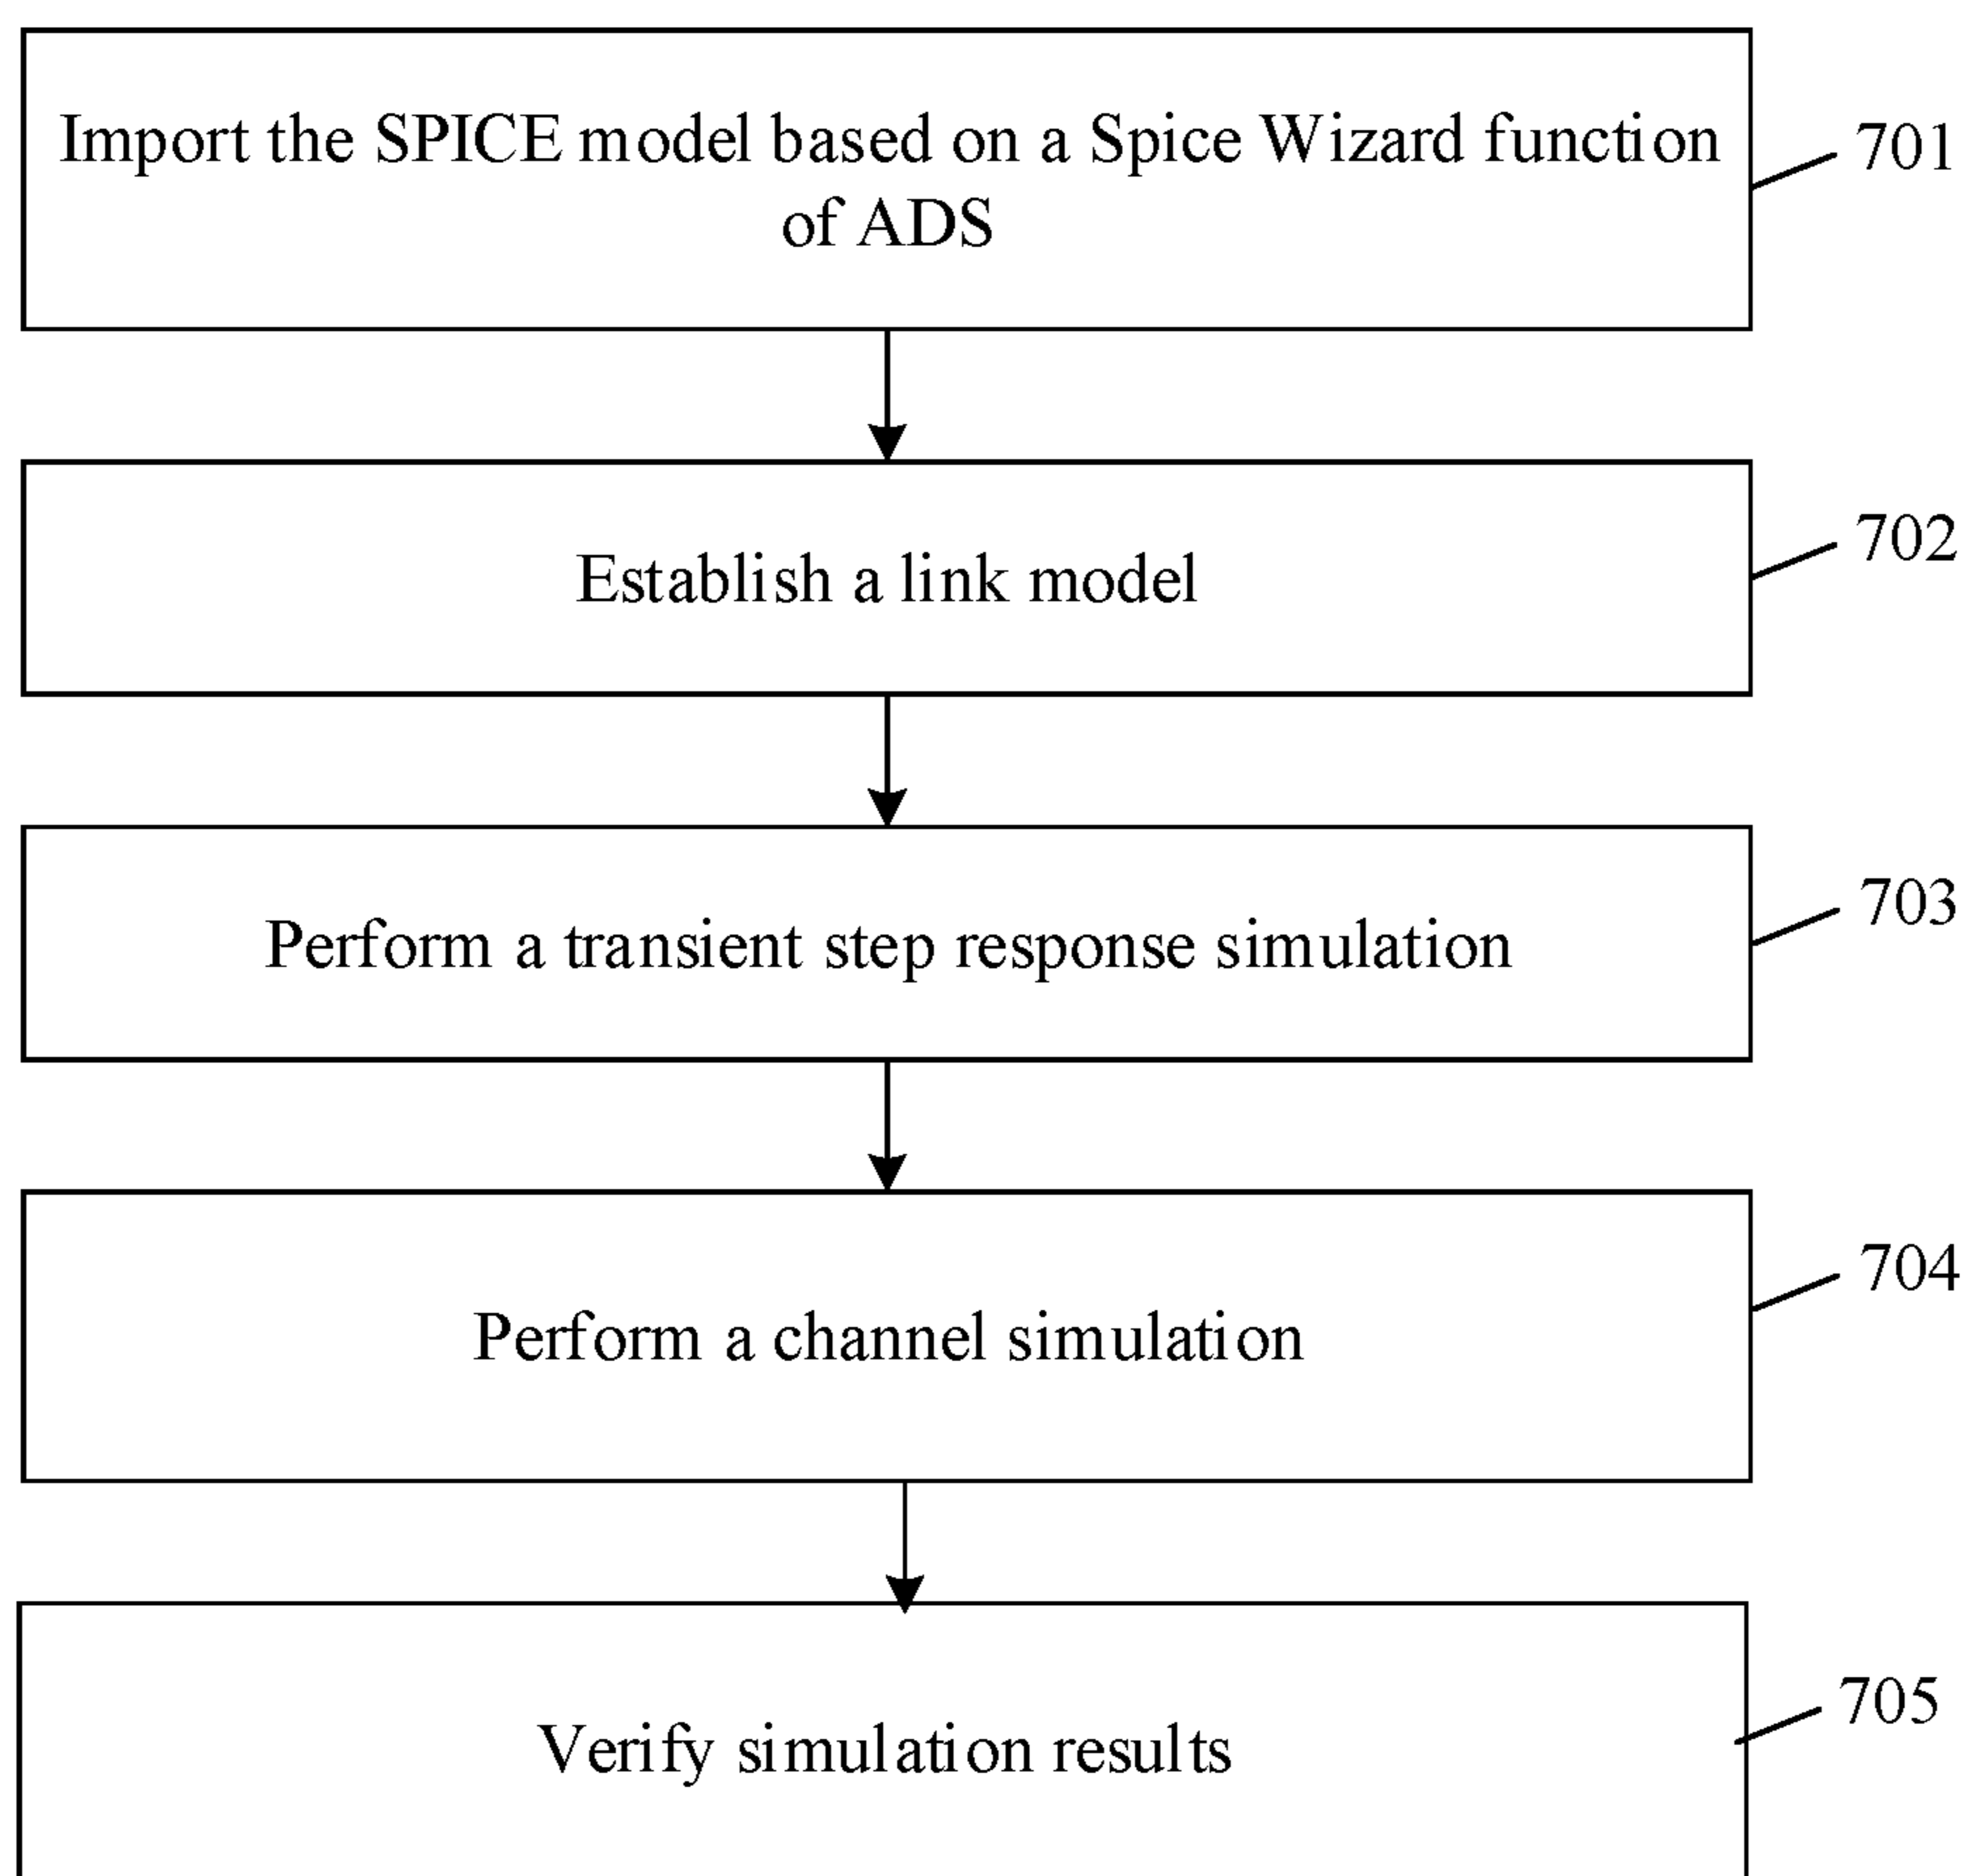 Import the SPICE model based on a Spice Wizard function
of ADS
701
Establish a link model
702
Perform a transient step response simulation
703
Perform a channel simulation
704
Verify simulation results
705